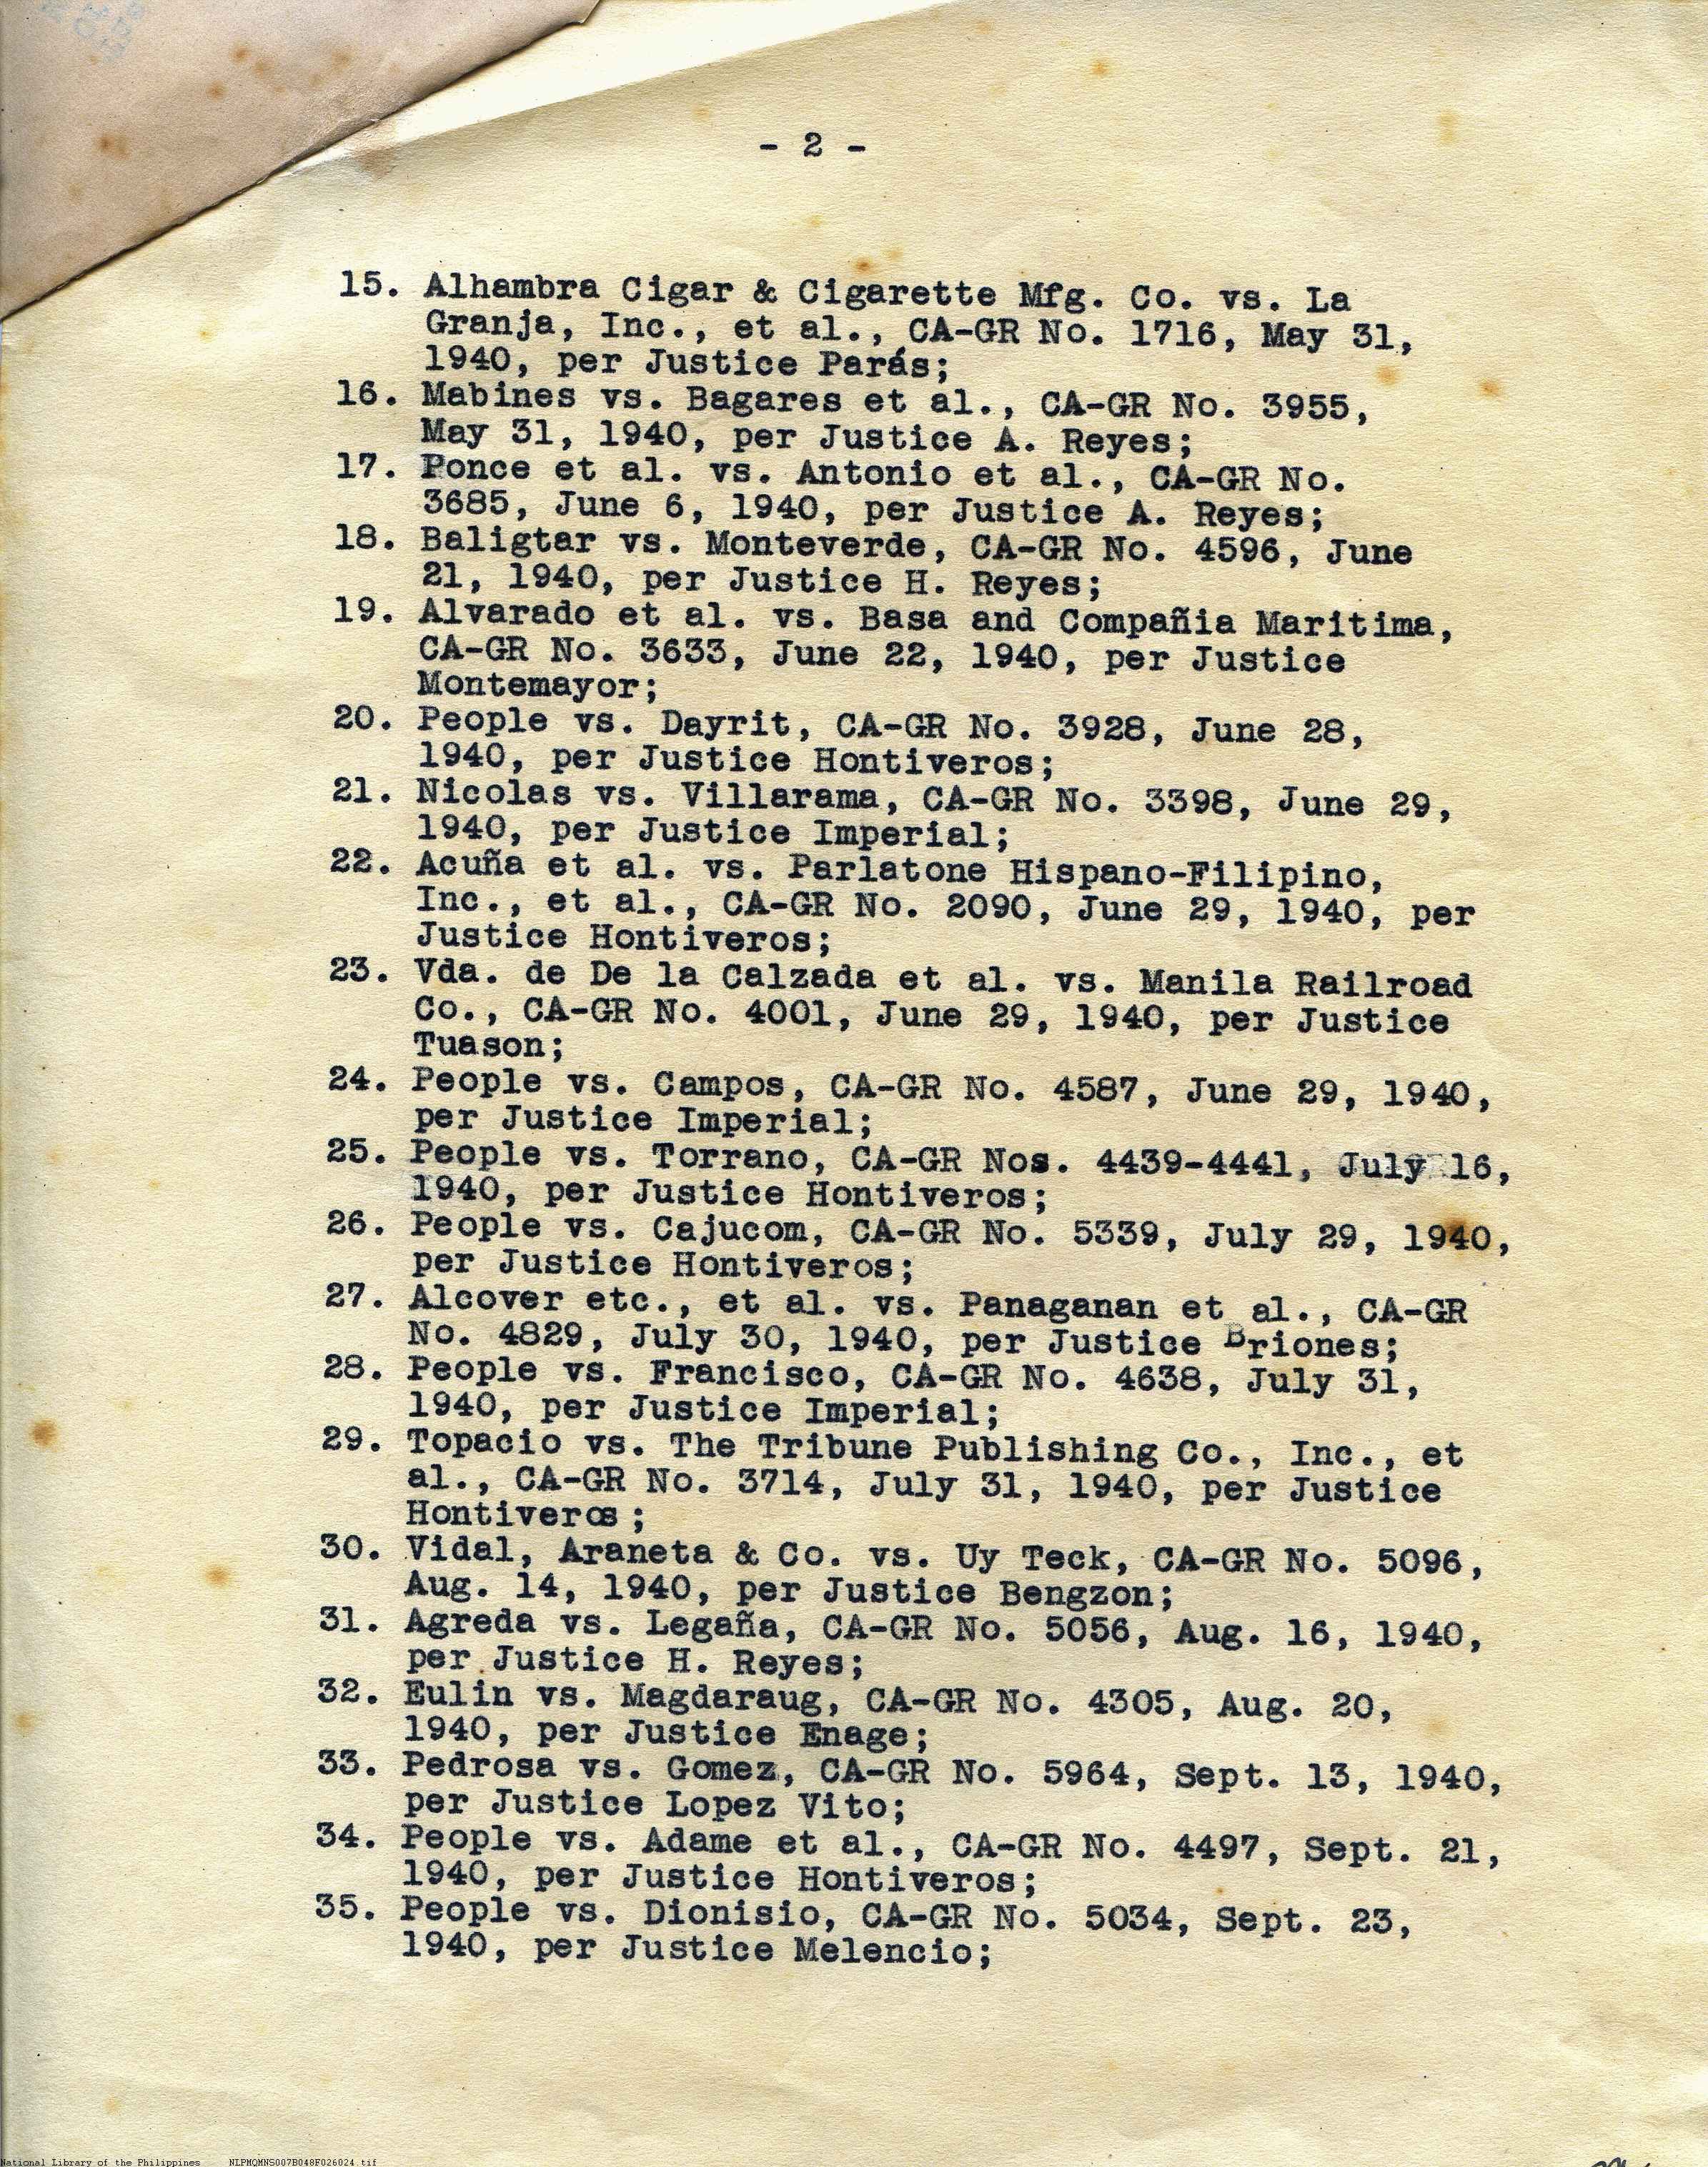 - 2 -
15. Alhambra Cigar & Cigarette Mfg. Co. vs. La
Granja, Inc., et al., CA-GR No. 1716, May 31,
1940, per Justice Parás;
16. Mabines vs. Bagares et al., CA-GR No. 3955,
May 31, 1940, per Justice A. Reyes;
17. Ponce et al. vs. Antonio et al., CA-GR No.
3685, June 6, 1940, per Justice A. Reyes;
18. Baligtar vs. Monteverde, CA-GR No. 4596, June
21, 1940, per Justice H. Reyes;
19. Alvarado et al. vs. Basa and Compañia Maritima,
CA-GR No. 3633, June 22, 1940, per Justice
Montemayor;
20. People vs. Dayrit, CA-GR No. 3928, June 28,
1940, per Justice Hontiveros;
21. Nicolas vs. Villarama, CA-GR No. 3398, June 29,
1940, per Justice Imperial;
22. Acuña et al. vs. Parlatone Hispano-Filipino,
Inc., et al., CA-GR No. 2090, June 29, 1940, per
Justice Hontiveros;
23. Vda. de De la Calzada et al. vs. Manila Railroad
Co., CA-GR No. 4001, June 29, 1940, per Justice
Tuason;
24. People vs. Campos, CA-GR No. 4587, June 29, 1940,
per Justice Imperial;
25. People vs. Torrano, CA-GR Nos. 4439-4441, July 16,
1940, per Justice Hontiveros;
26. People vs. Cajucom, CA-GR No. 5339, July 29, 1940,
per Justice Hontiveros;
27. Alcover etc., et al. vs. Panaganan et al., CA-GR
No. 4829, July 30, 1940, per Justice Briones;
28. People vs. Francisco, CA-GR No. 4638, July 31,
1940, per Justice Imperial;
29. Topacio vs. The Tribune Publishing Co., Inc., et
al., CA-GR No. 3714, July 31, 1940, per Justice
Hontiveros;
30. Vidal, Araneta & Co. vs. Uy Teck, CA-GR No. 5096,
Aug. 14, 1940, per Justice Bengzon;
31. Agreda vs. Legaña, CA-GR No. 5056, Aug. 16, 1940,
per Justice H. Reyes;
32. Eulin vs. Magdaraug, CA-GR No. 4305, Aug. 20,
1940, per Justice Enage;
33. Pedrosa vs. Gomez, CA-GR No. 5964, Sept. 13, 1940,
per Justice Lopez Vito;
34. People vs. Adame et al., CA-GR No. 4497, Sept. 21,
1940, per Justice Hontiveros;
35. People vs. Dionisio, CA-GR No. 5034, Sept. 23,
1940, per Justice Melencio;
National Library of the Philippines NLPMQMNS007B048F026024.tif